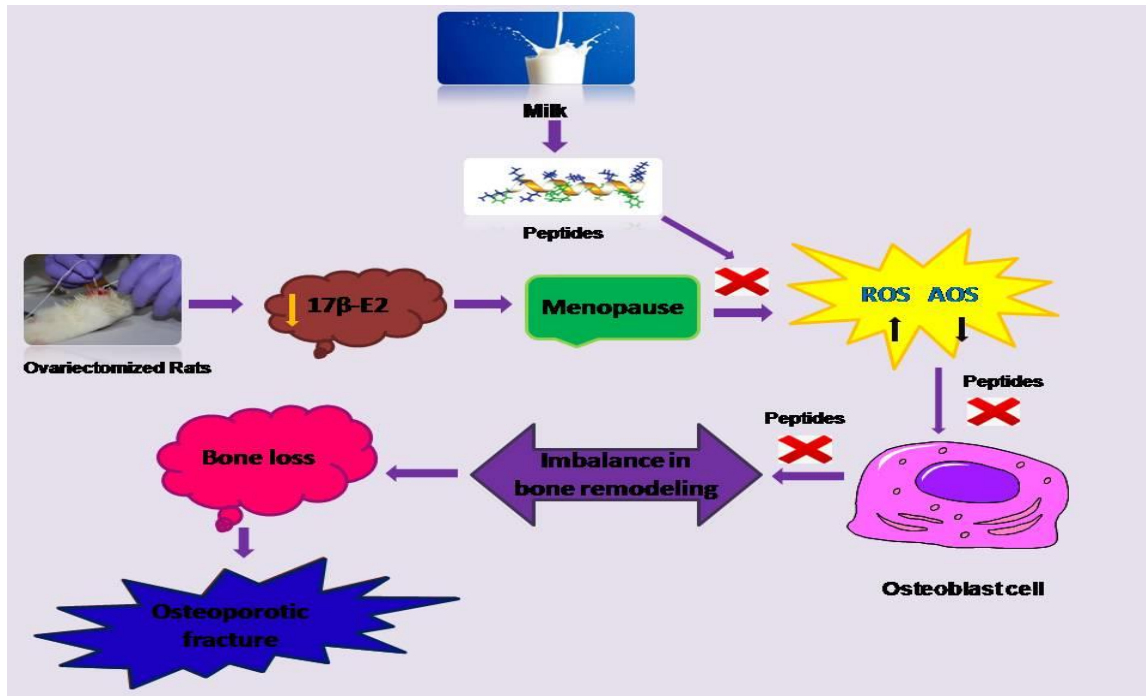 Milk
Peptides
17β-E2
Menopause
ROS AOS
Ovariectomized Rats
Peptides
Peptides
Bone loss
Imbalance in
bone remodeling
Osteoblast cell
Osteoporotic
fracture